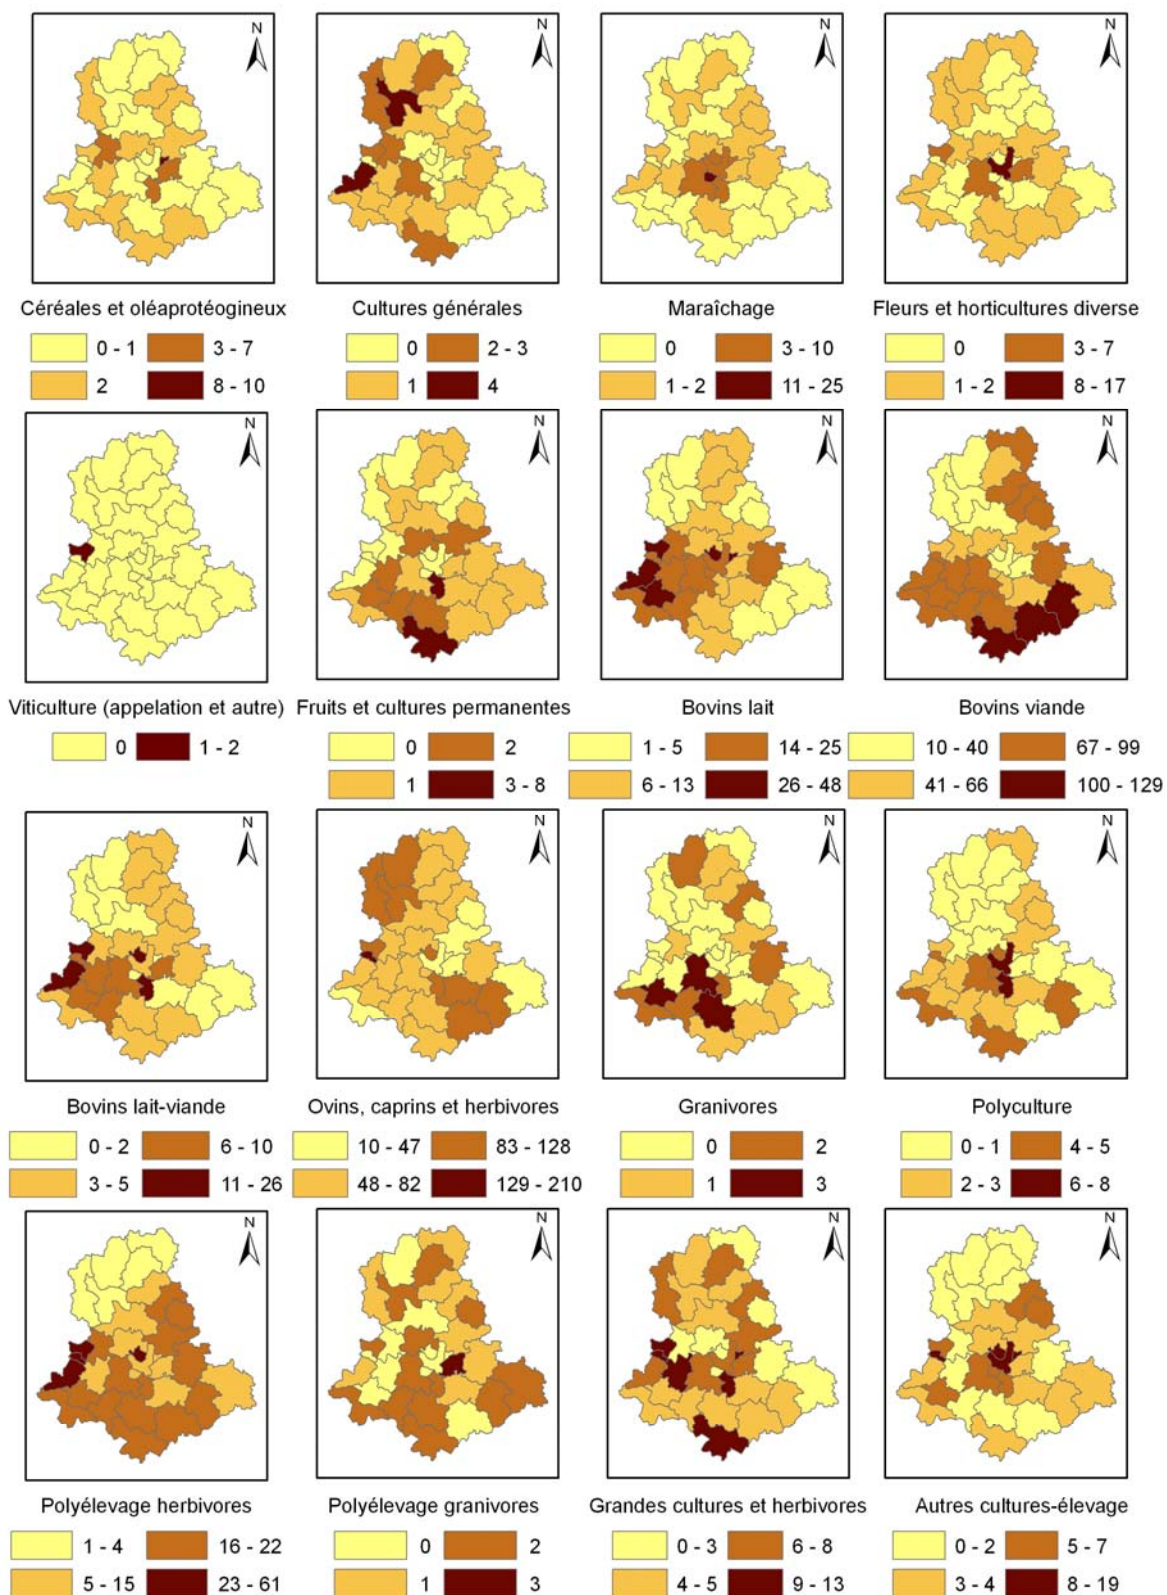 N N N N
Céréales et oléaprotéogineux Cultures générales Maraîchage Fleurs et horticultures diverse
0 - 1 3 - 7 0 2 - 3 0 3 - 10 0 3 - 7
2 8 - 10 1 4 1 - 2 11 - 25 1 - 2 8 - 17
N N N N
Viticulture (appelation et autre) Fruits et cultures permanentes Bovins lait Bovins viande
0 1 - 2 0 2 1 - 5 14 - 25 10 - 40 67 - 99
1 3 - 8 6 - 13 26 - 48 41 - 66 100 - 129
N N N N
Bovins lait-viande Ovins, caprins et herbivores Granivores Polyculture
0 - 2 6 - 10 10 - 47 83 - 128 0 2 0 - 1 4 - 5
3 - 5 11 - 26 48 - 82 129 - 210 1 3 2 - 3 6 - 8
N N N N
Polyélevage herbivores Polyélevage granivores Grandes cultures et herbivores Autres cultures-élevage
1 - 4 16 - 22 0 2 0 - 3 6 - 8 0 - 2 5 - 7
5 - 15 23 - 61 1 3 4 - 5 9 - 13 3 - 4 8 - 19